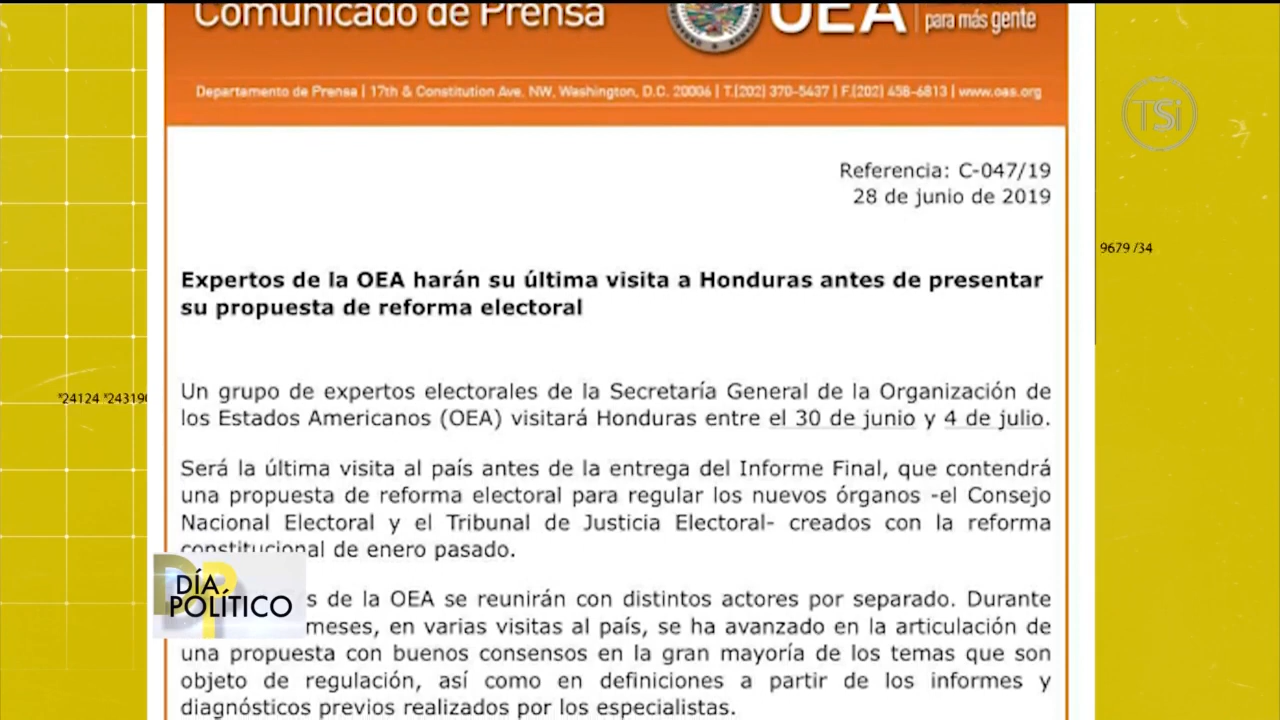 Comunicado de Prensa
OEA | para más gente
Departamento de Prensa | 17th & Constitution Ave. NW, Washington, D.C. 20006 | T.(202) 370-5437 | F.(202) 458-6813 | www.oas.org
TSi
Referencia: C-047/19
28 de junio de 2019
9679 /34
Expertos de la OEA harán su última visita a Honduras antes de presentar
su propuesta de reforma electoral
Un grupo de expertos electorales de la Secretaría General de la Organización de
*24124 *243190
los Estados Americanos (OEA) visitará Honduras entre el 30 de junio y 4 de julio.
Será la última visita al país antes de la entrega del Informe Final, que contendrá
una propuesta de reforma electoral para regular los nuevos órganos -el Consejo
Nacional Electoral y el Tribunal de Justicia Electoral- creados con la reforma
constitucional de enero pasado.
DÍA
POLÍTICO
s de la OEA se reunirán con distintos actores por separado. Durante
meses, en varias visitas al país, se ha avanzado en la articulación de
una propuesta con buenos consensos en la gran mayoría de los temas que son
objeto de regulación, así como en definiciones a partir de los informes y
diagnósticos previos realizados por los especialistas.